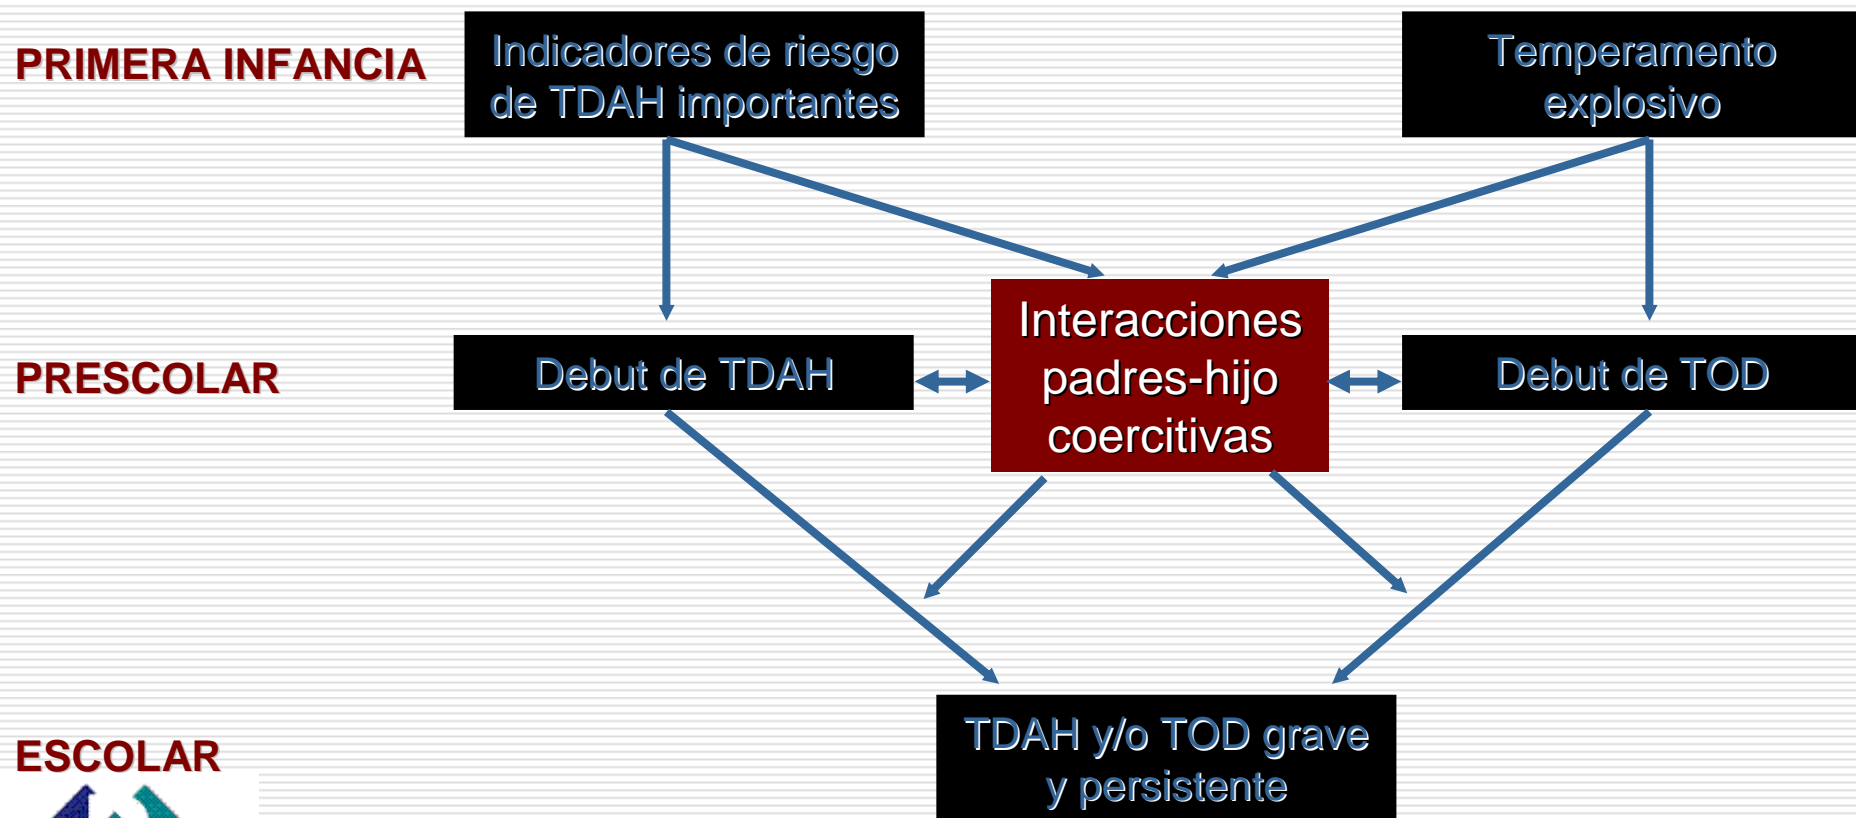 PRIMERA INFANCIA
Indicadores de riesgo
de TDAH importantes
Temperamento
explosivo
PRESCOLAR
Debut de TDAH
Interacciones
padres-hijo
coercitivas
Debut de TOD
ESCOLAR
TDAH y/o TOD grave
y persistente